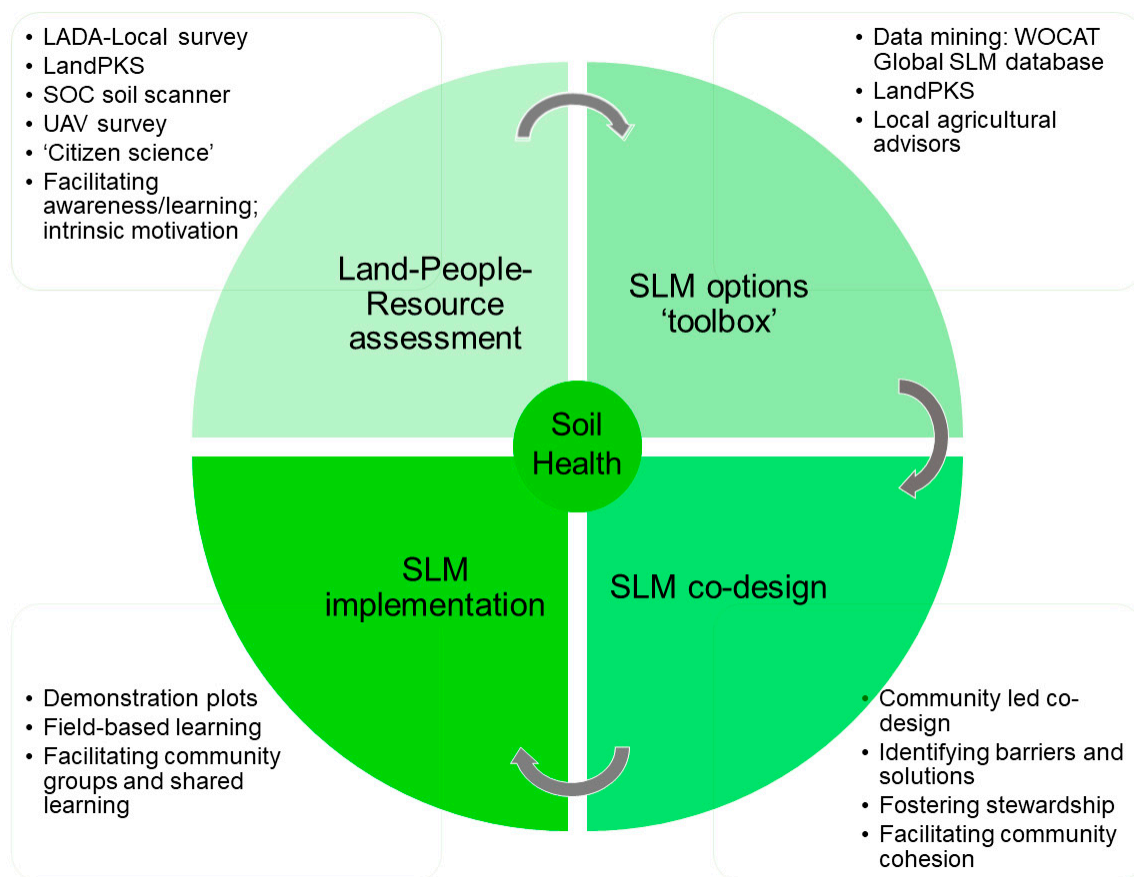 • LADA-Local survey
• LandPKS
• SOC soil scanner
• UAV survey
• ‘Citizen science’
• Facilitating
awareness/learning;
intrinsic motivation
• Data mining: WOCAT
Global SLM database
• LandPKS
• Local agricultural
advisors
Land-People-
Resource
assessment
SLM options
‘toolbox’
Soil
Health
SLM
implementation
SLM co-design
• Demonstration plots
• Field-based learning
• Facilitating community
groups and shared
learning
• Community led co-
design
• Identifying barriers and
solutions
• Fostering stewardship
• Facilitating community
cohesion